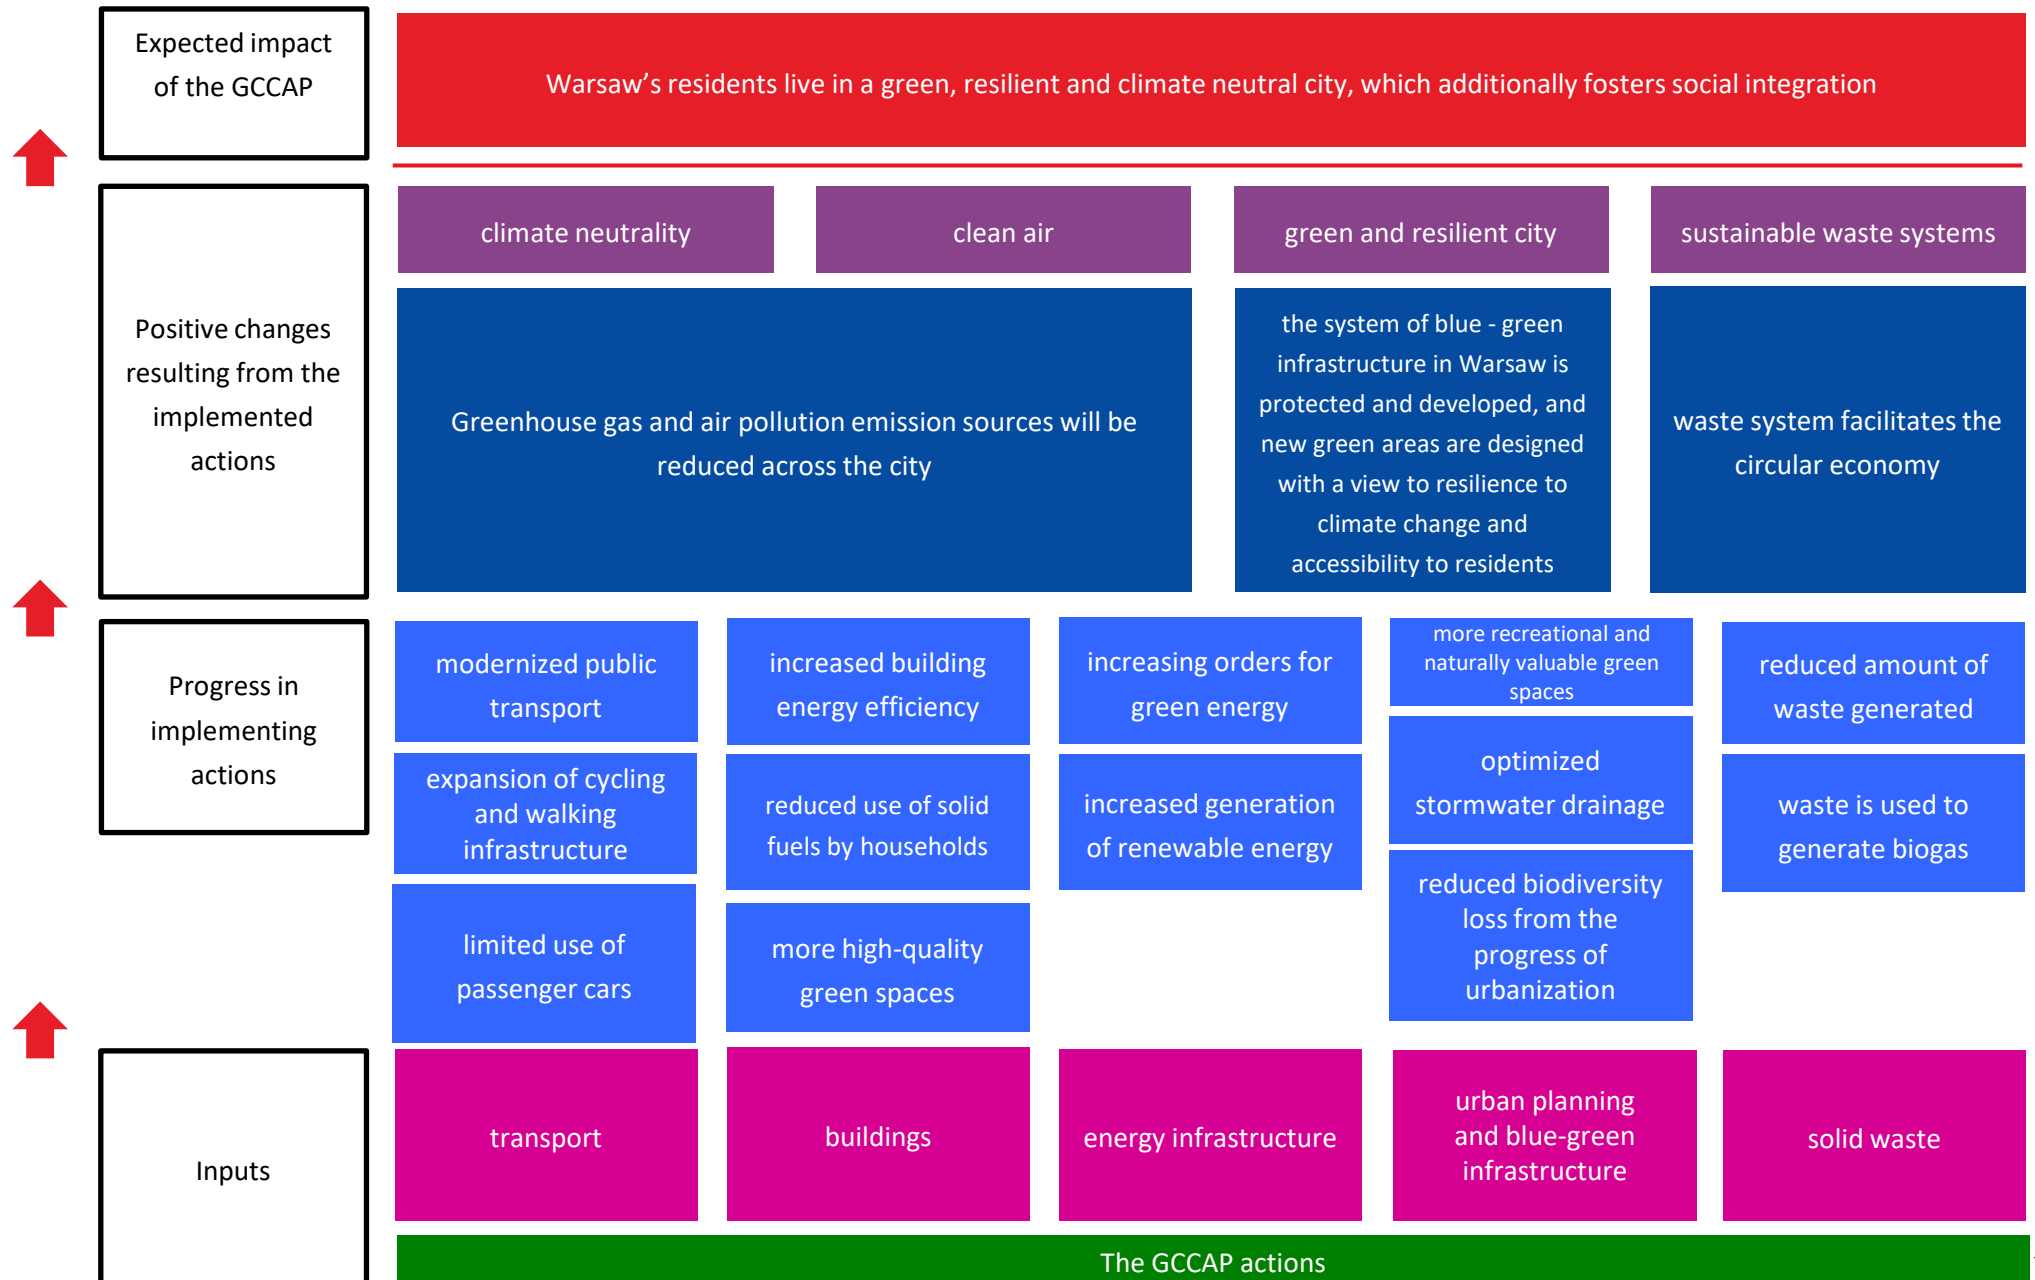 Expected impact
of the GCCAP
Warsaw's residents live in a green, resilient and climate neutral city, which additionally fosters social integration
Positive changes
resulting from the
implemented
actions
climate neutrality
clean air
green and resilient city
sustainable waste systems
Greenhouse gas and air pollution emission sources will be
reduced across the city
the system of blue - green
infrastructure in Warsaw is
protected and developed, and
new green areas are designed
with a view to resilience to
climate change and
accessibility to residents
waste system facilitates the
circular economy
Progress in
implementing
actions
modernized public
transport
expansion of cycling
and walking
infrastructure
limited use of
passenger cars
increased building
energy efficiency
reduced use of solid
fuels by households
more high-quality
green spaces
increasing orders for
green energy
increased generation
of renewable energy
more recreational and
naturally valuable green
spaces
optimized
stormwater drainage
reduced biodiversity
loss from the
progress of
urbanization
reduced amount of
waste generated
waste is used to
generate biogas
Inputs
transport
buildings
energy infrastructure
urban planning
and blue-green
infrastructure
solid waste
The GCCAP actions